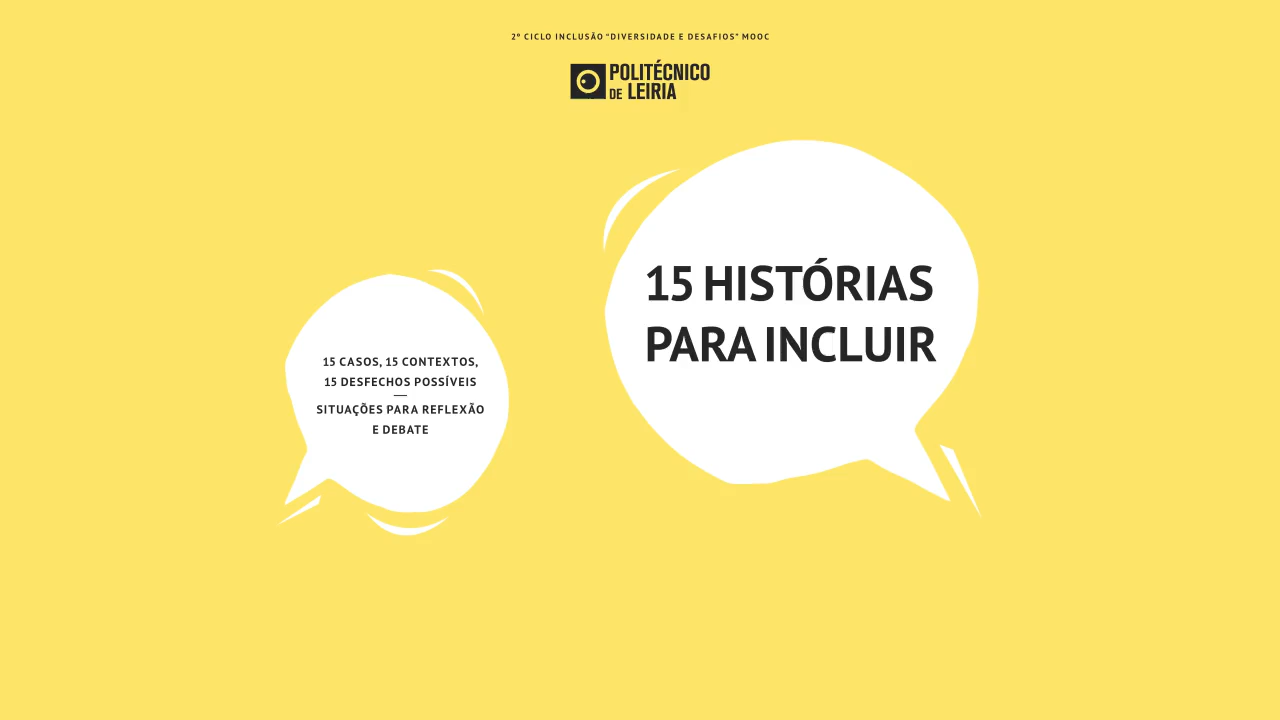 2º CICLO INCLUSÃO "DIVERSIDADE E DESAFIOS" MOOC
POLITÉCNICO
DE LEIRIA
15 HISTÓRIAS
PARA INCLUIR
15 CASOS, 15 CONTEXTOS,
15 DESFECHOS POSSÍVEIS
SITUAÇÕES PARA REFLEXÃO
E DEBATE